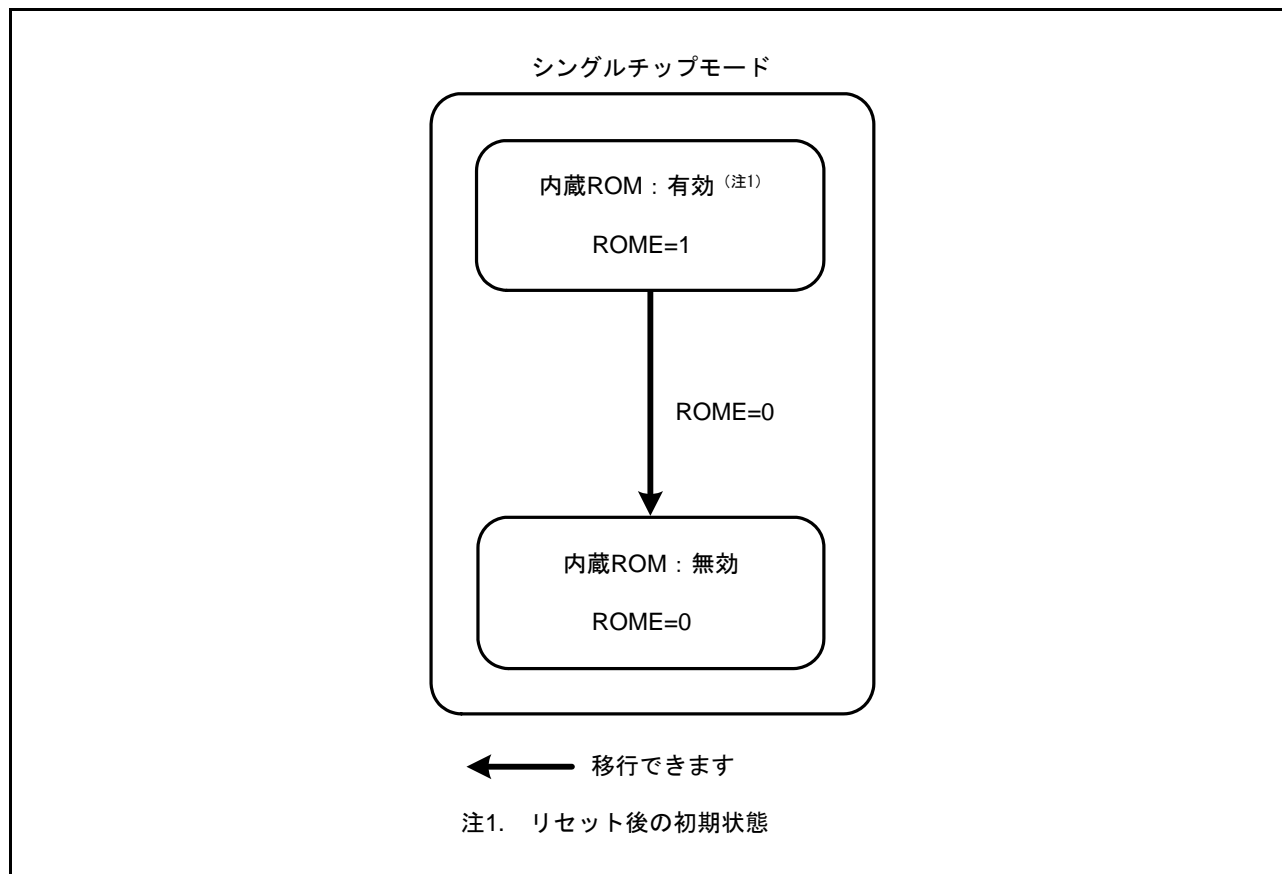 シングルチップモード
内蔵ROM：有効（注1）
ROME=1
ROME=0
内蔵ROM：無効
ROME=0
移行できます
注1. リセット後の初期状態